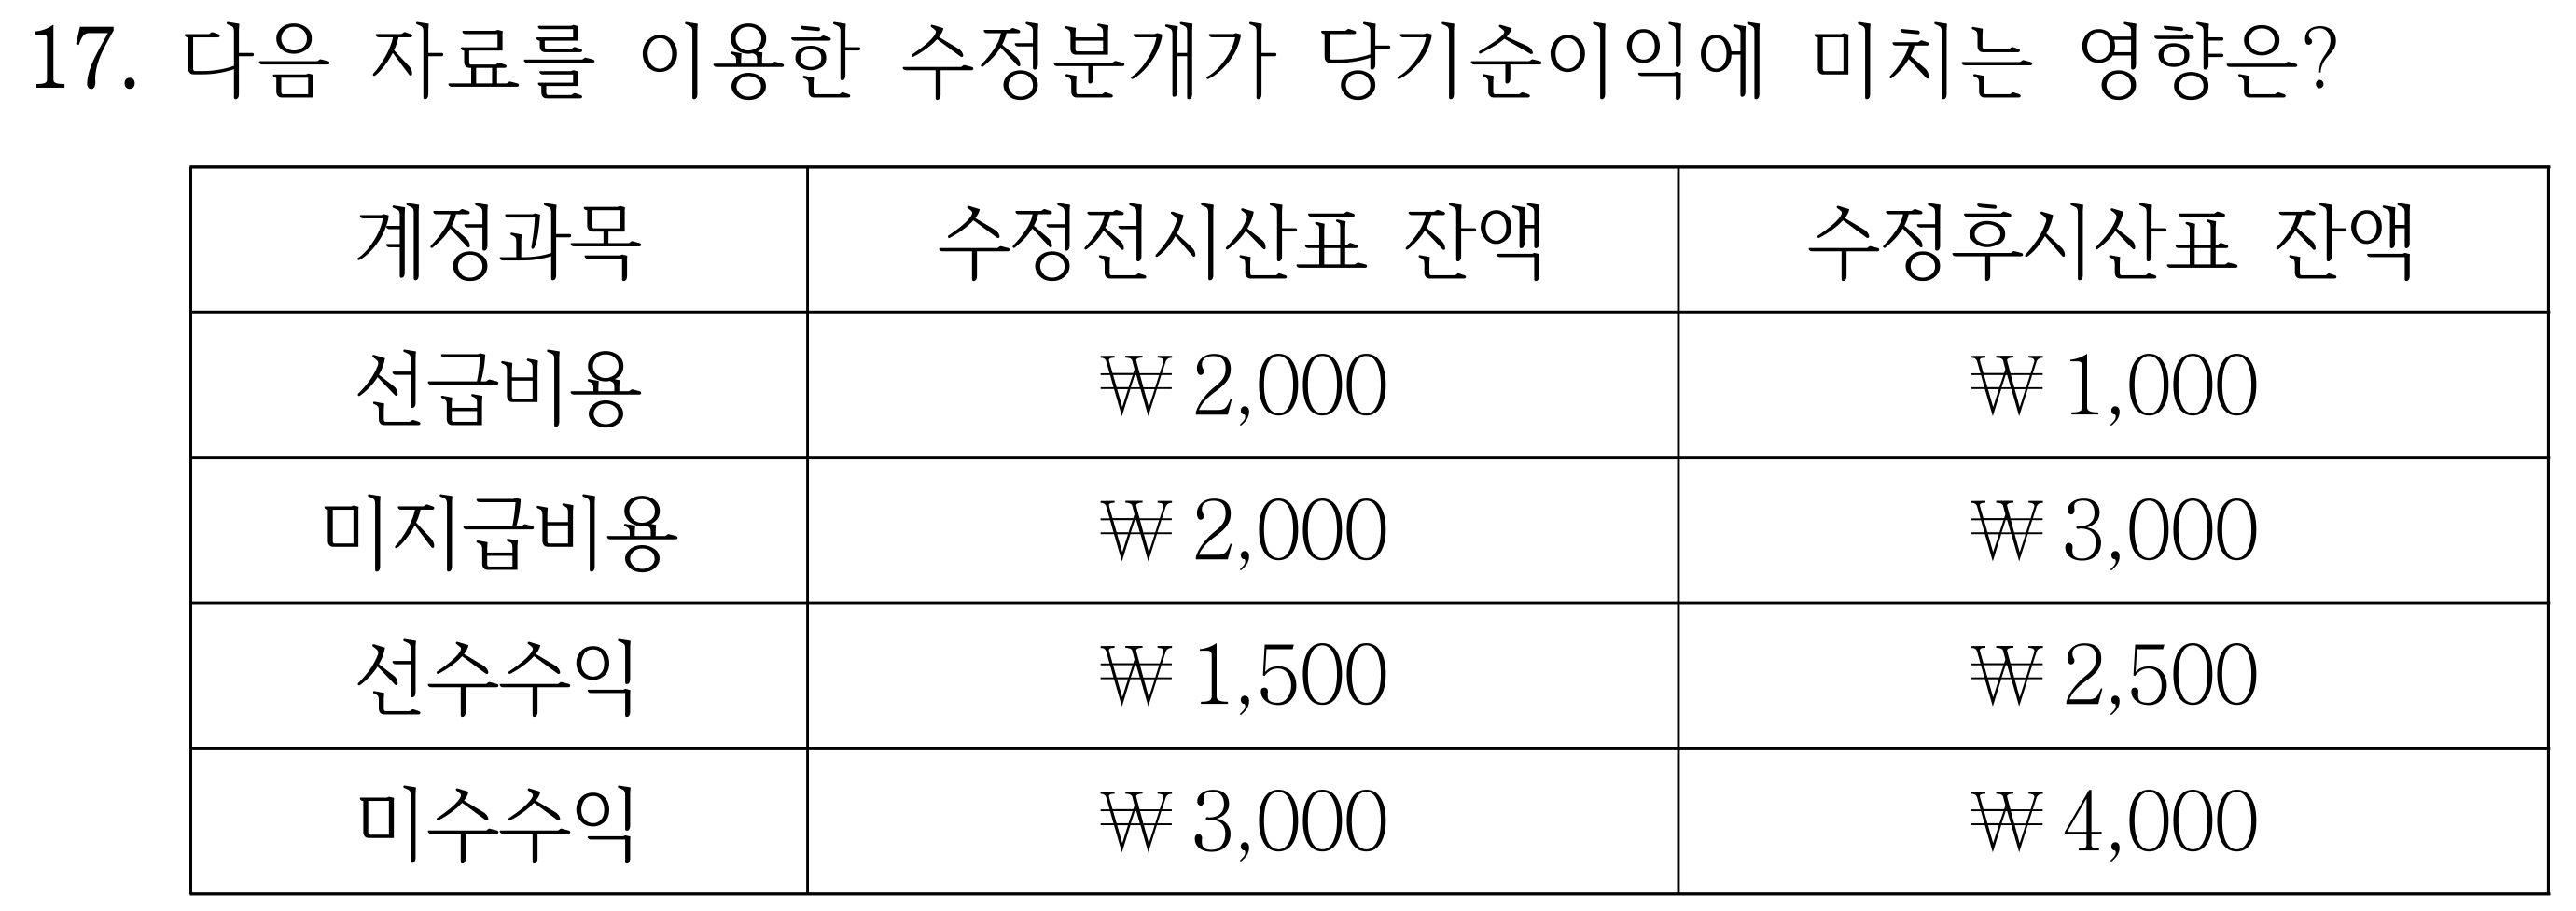 17. 다음 자료를 이용한 수정분개가 당기순이익에 미치는 영향은?
계정과목 수정전시산표 잔액 수정후시산표 잔액
선급비용 ₩ 2,000 ₩ 1,000
미지급비용 ₩ 2,000 ₩ 3,000
선수수익 ₩ 1,500 ₩ 2,500
미수수익 ₩ 3,000 ₩ 4,000